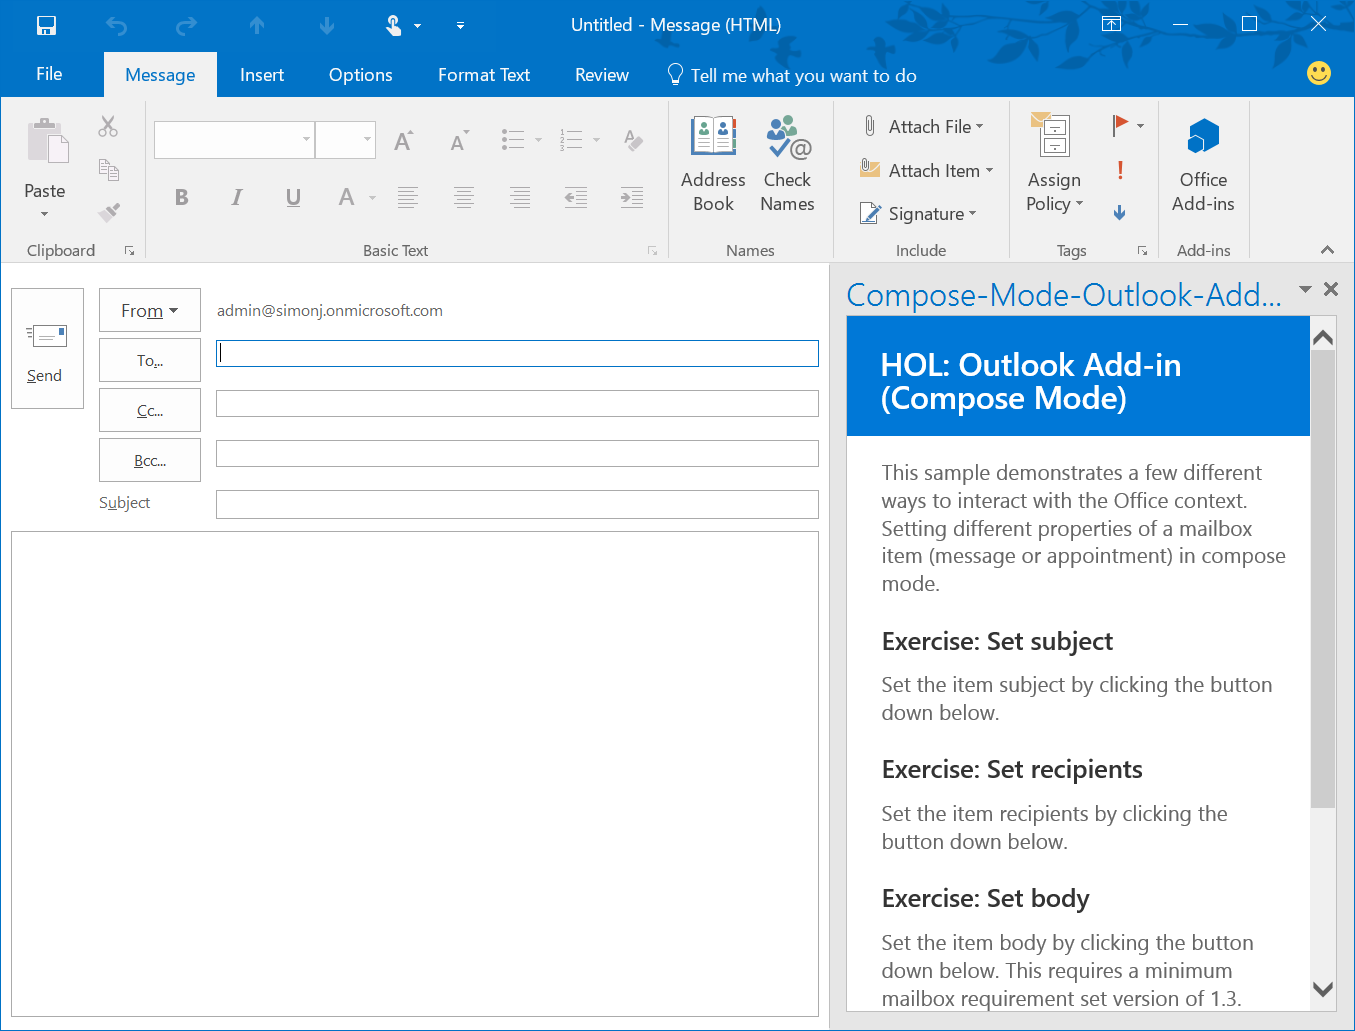 Untitled - Message (HTML)
File Message Insert Options Format Text Review Tell me what you want to do
Paste
Clipboard
A A
1
2
3
B I U A
Basic Text
Address
Book
Check
Names
Names
Attach File
Attach Item
Signature
Include
Assign
Policy
Tags
Office
Add-ins
Add-ins
Send
From admin@simonj.onmicrosoft.com
To...
Cc...
Bcc...
Subject
Compose-Mode-Outlook-Add...
HOL: Outlook Add-in
(Compose Mode)
This sample demonstrates a few different
ways to interact with the Office context.
Setting different properties of a mailbox
item (message or appointment) in compose
mode.
Exercise: Set subject
Set the item subject by clicking the button
down below.
Exercise: Set recipients
Set the item recipients by clicking the
button down below.
Exercise: Set body
Set the item body by clicking the button
down below. This requires a minimum
mailbox requirement set version of 1.3.